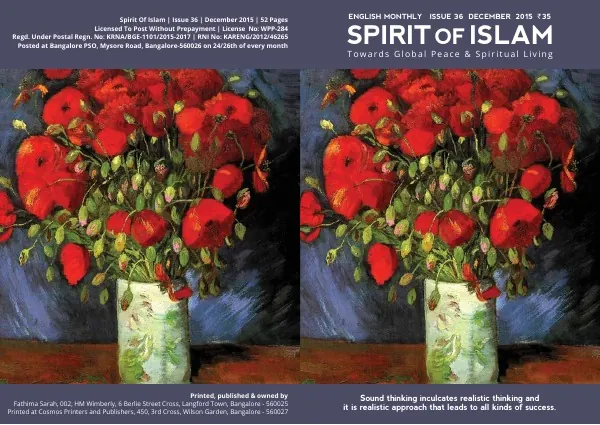 Spirit Of Islam | Issue 36 | December 2015 | 52 Pages
Licensed To Post Without Prepayment | License  No: WPP-284
Regd. Under Postal Regn. No: KRNA/BGE-1101/2015-2017 | RNI No: KARENG/2012/46265
Posted at Bangalore PSO, Mysore Road, Bangalore-560026 on 24/26th of every month
ENGLISH MONTHLY ISSUE 36 DECEMBER 2015 ₹35
SPIRIT OF ISLAM
Towards Global Peace & Spiritual Living
Printed, published & owned by
Fathima Sarah, 002, HM Wimberly, 6 Berlie Street Cross, Langford Town, Bangalore - 560025
Printed at Cosmos Printers and Publishers, 450, 3rd Cross, Wilson Garden, Bangalore - 560027
Sound thinking inculcates realistic thinking and
it is realistic approach that leads to all kinds of success.